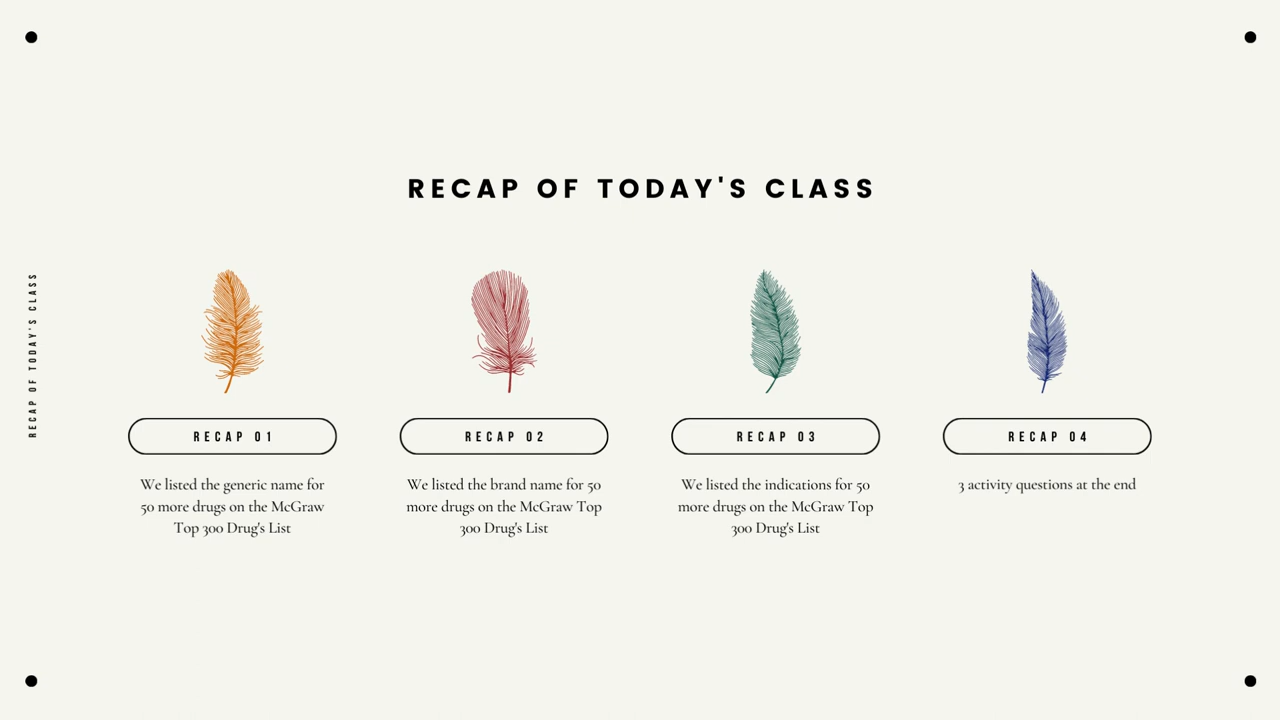 RECAP OF TODAY'S CLASS
RECAP OF TODAY'S CLASS
RECAP 01
We listed the generic name for
50 more drugs on the McGraw
Top 300 Drug's List
RECAP 02
We listed the brand name for 50
more drugs on the McGraw Top
300 Drug's List
RECAP 03
We listed the indications for 50
more drugs on the McGraw Top
300 Drug's List
RECAP 04
3 activity questions at the end